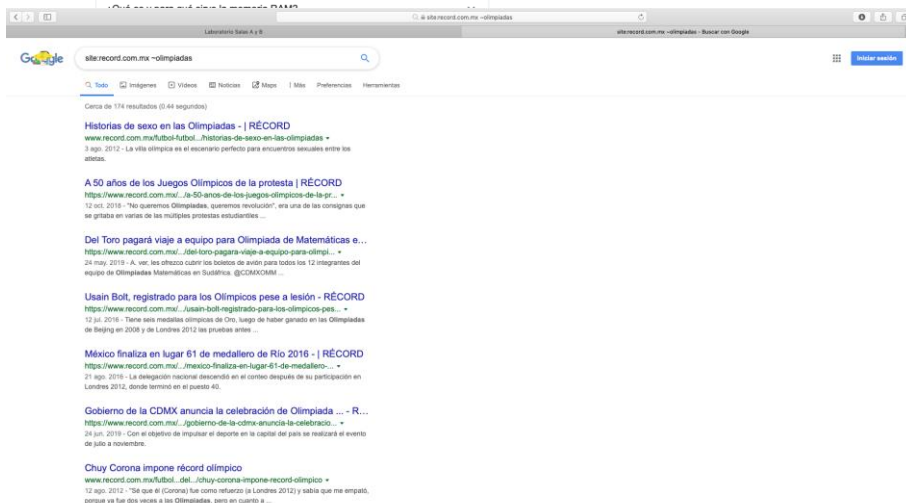 ¿Qué es y para qué sirve la memoria RAM?
site:record.com.mx ~olimpiadas
Laboratorio Salas A y B
site:record.com.mx ~olimpiadas - Buscar con Google
Google
site:record.com.mx ~olimpiadas
Iniciar sesión
Todo Imágenes Vídeos Noticias Maps Más Preferencias Herramientas
Cerca de 174 resultados (0.44 segundos)
Historias de sexo en las Olimpiadas - | RÉCORD
www.record.com.mx/futbol-futbol.../historias-de-sexo-en-las-olimpiadas
3 ago. 2012 - La villa olímpica es el escenario perfecto para encuentros sexuales entre los
atletas.
A 50 años de los Juegos Olímpicos de la protesta | RÉCORD
https://www.record.com.mx/.../a-50-anos-de-los-juegos-olimpicos-de-la-pr...
12 oct. 2018 - "No queremos Olimpiadas, queremos revolución", era una de las consignas que
se gritaba en varias de las múltiples protestas estudiantiles ...
Del Toro pagará viaje a equipo para Olimpiada de Matemáticas e...
https://www.record.com.mx/.../del-toro-pagara-viaje-a-equipo-para-olimpi...
24 may. 2019 - A. ver, les ofrezco cubrir los boletos de avión para todos los 12 integrantes del
equipo de Olimpiadas Matemáticas en Sudáfrica. @CDMXOMM ...
Usain Bolt, registrado para los Olímpicos pese a lesión - RÉCORD
https://www.record.com.mx/.../usain-bolt-registrado-para-los-olimpicos-pes...
12 jul. 2016 - Tiene seis medallas olímpicas de Oro, luego de haber ganado en las Olimpiadas
de Beijing en 2008 y de Londres 2012 las pruebas antes ...
México finaliza en lugar 61 de medallero de Río 2016 - | RÉCORD
https://www.record.com.mx/.../mexico-finaliza-en-lugar-61-de-medallero-...
21 ago. 2016 - La delegación nacional descendió en el conteo después de su participación en
Londres 2012, donde terminó en el puesto 40.
Gobierno de la CDMX anuncia la celebración de Olimpiada ... - R...
https://www.record.com.mx/.../gobierno-de-la-cdmx-anuncia-la-celebracio...
24 jun. 2019 - Con el objetivo de impulsar el deporte en la capital del país se realizará el evento
de julio a noviembre.
Chuy Corona impone récord olímpico
www.record.com.mx/futbol...del.../chuy-corona-impone-record-olimpico
12 ago. 2012 - "Sé que él (Corona) fue como refuerzo (a Londres 2012) y sabía que me empató,
porque ya fue dos veces a las Olimpiadas, pero en cuanto a ...